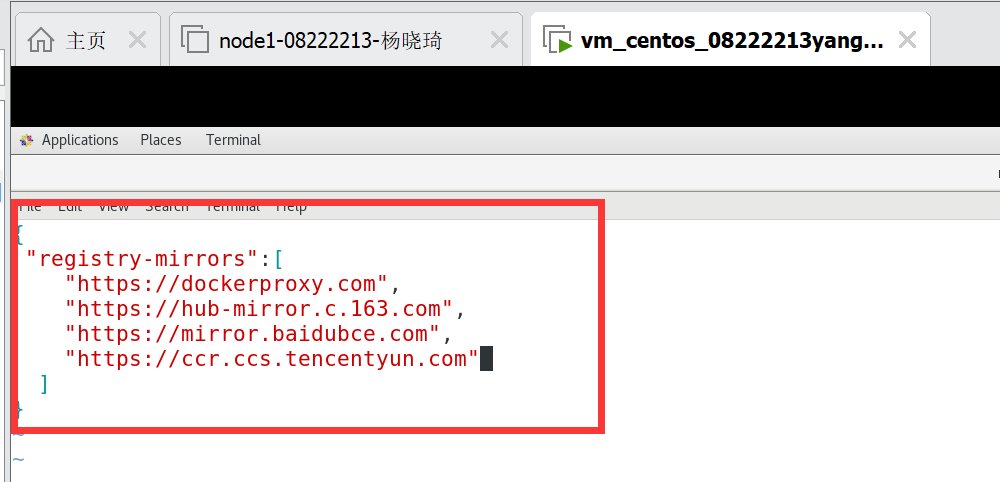 主页
node1-08222213-杨晓琦
vm_centos_08222213yang...
Applications Places Terminal
File Edit View Search Terminal Help
{
"registry-mirrors":[
"https://dockerproxy.com",
"https://hub-mirror.c.163.com",
"https://mirror.baidubce.com",
"https://ccr.ccs.tencentyun.com"
]
}
~
~